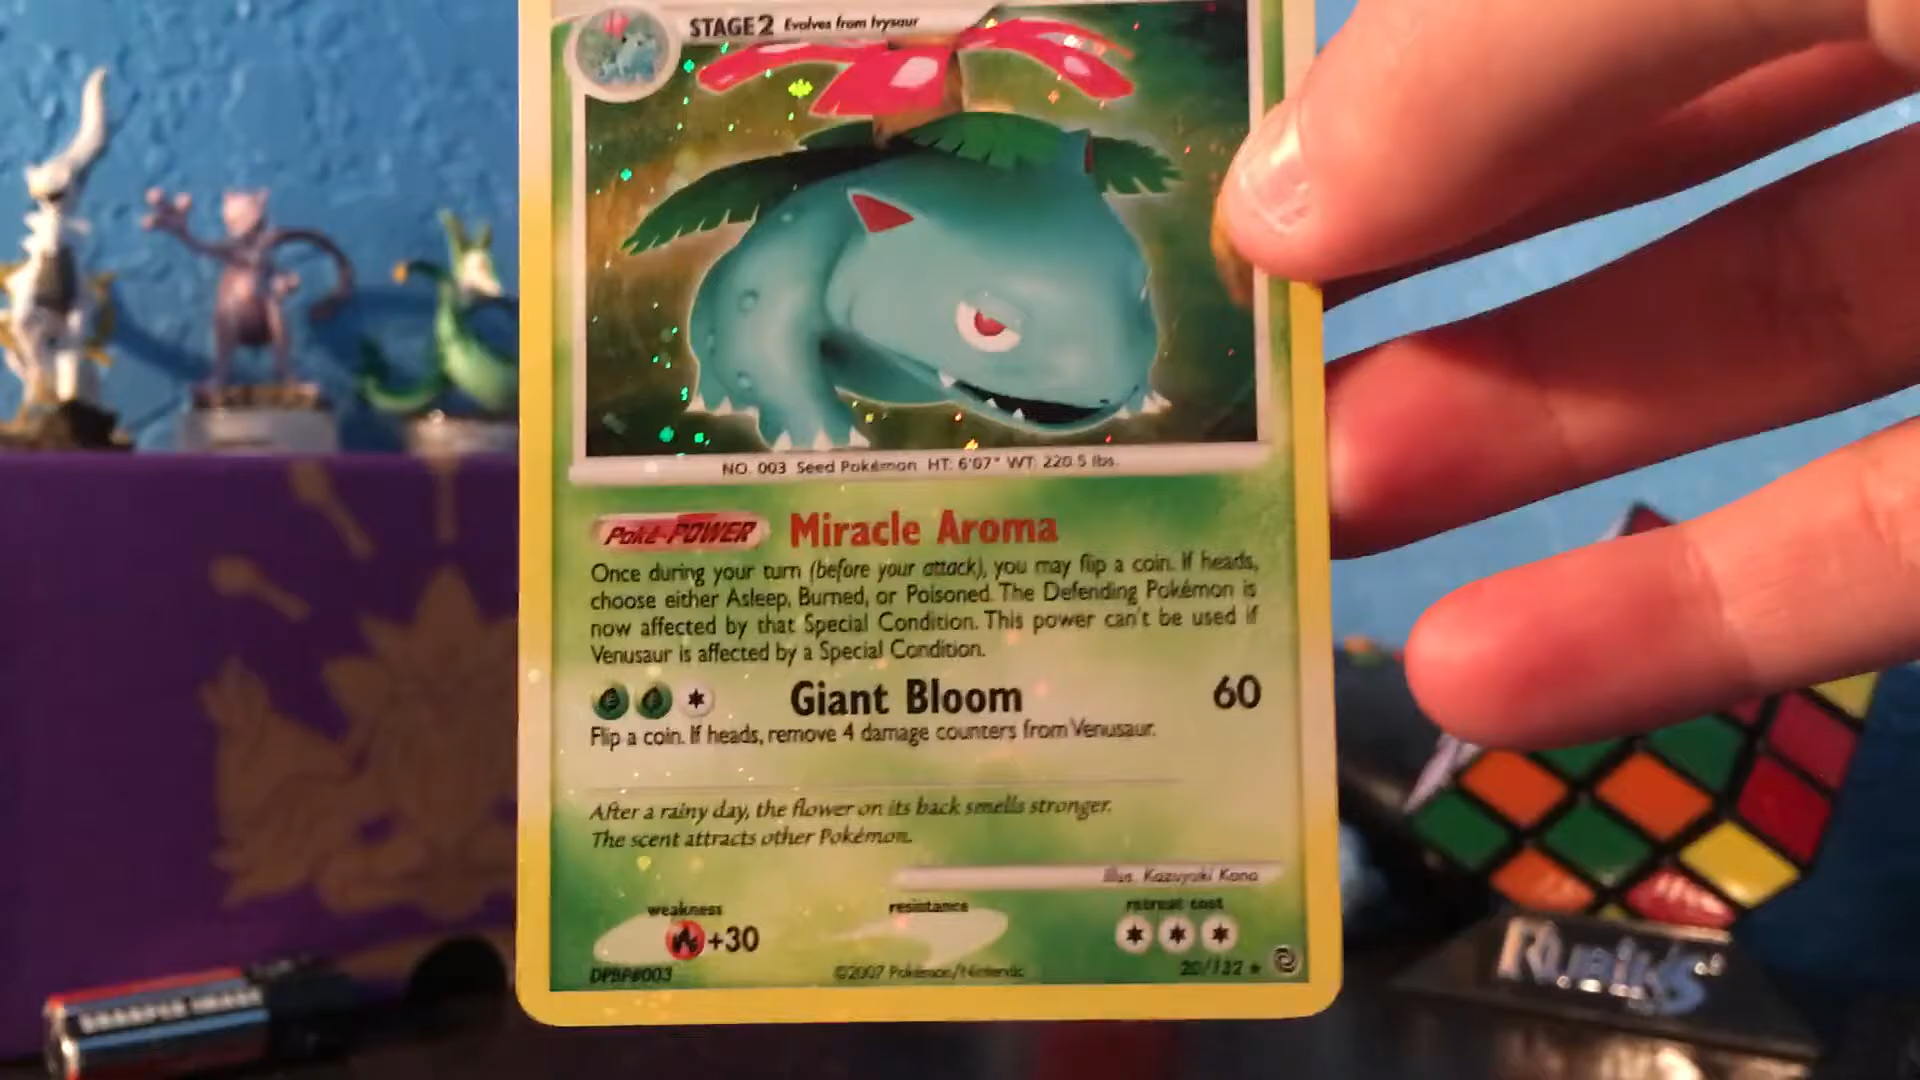 STAGE 2 Evolves from Ivysaur
NO. 003 Seed Pokémon HT: 6'07" WT: 220.5 lbs.
Poké-POWER Miracle Aroma
Once during your turn (before your attack), you may flip a coin. If heads,
choose either Asleep, Burned, or Poisoned. The Defending Pokémon is
now affected by that Special Condition. This power can't be used if
Venusaur is affected by a Special Condition.
Giant Bloom 60
Flip a coin. If heads, remove 4 damage counters from Venusaur.
After a rainy day, the flower on its back smells stronger.
The scent attracts other Pokémon.
Illus. Kazuyuki Kano
weakness resistance retreat cost
+30
DPBP#003 ©2007 Pokémon/Nintendo 20/132
SHARPER IMAGE
RUBIK'S